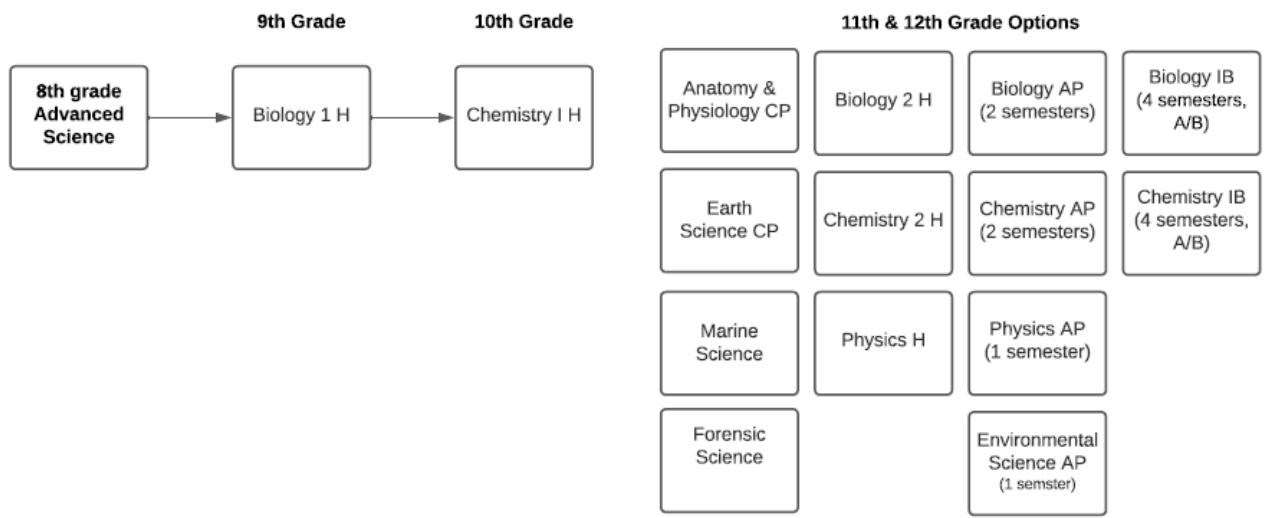 9th Grade
10th Grade
11th & 12th Grade Options
8th grade
Advanced
Science
Biology 1 H
Chemistry I H
Anatomy &
Physiology CP
Biology 2 H
Biology AP
(2 semesters)
Biology IB
(4 semesters,
A/B)
Earth
Science CP
Chemistry 2 H
Chemistry AP
(2 semesters)
Chemistry IB
(4 semesters,
A/B)
Marine
Science
Physics H
Physics AP
(1 semester)
Forensic
Science
Environmental
Science AP
(1 semster)